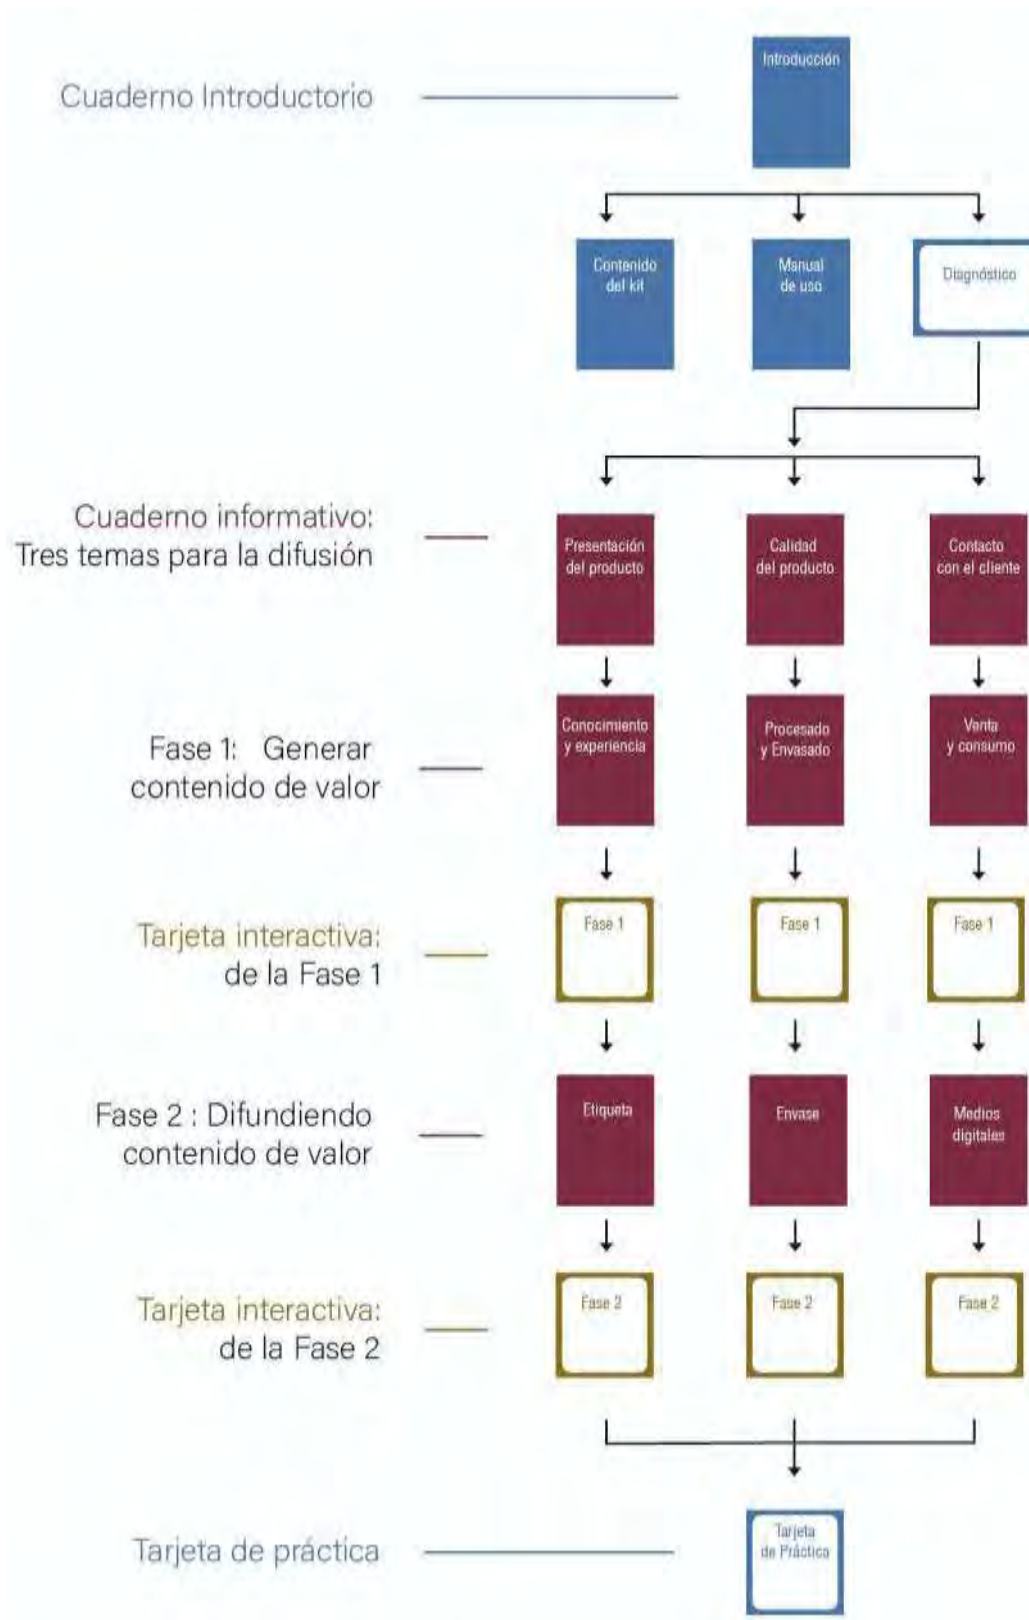 Cuaderno Introductorio
Introducción
Contenido
del kit
Manual
de uso
Diagnóstico
Cuaderno informativo:
Tres temas para la difusión
Presentación
del producto
Calidad
del producto
Contacto
con el cliente
Fase 1: Generar
contenido de valor
Conocimiento
y experiencia
Procesado
y Envasado
Venta
y consumo
Tarjeta interactiva:
de la Fase 1
Fase 1
Fase 1
Fase 1
Fase 2 : Difundiendo
contenido de valor
Etiqueta
Envase
Medios
digitales
Tarjeta interactiva:
de la Fase 2
Fase 2
Fase 2
Fase 2
Tarjeta de práctica
Tarjeta
de Práctica